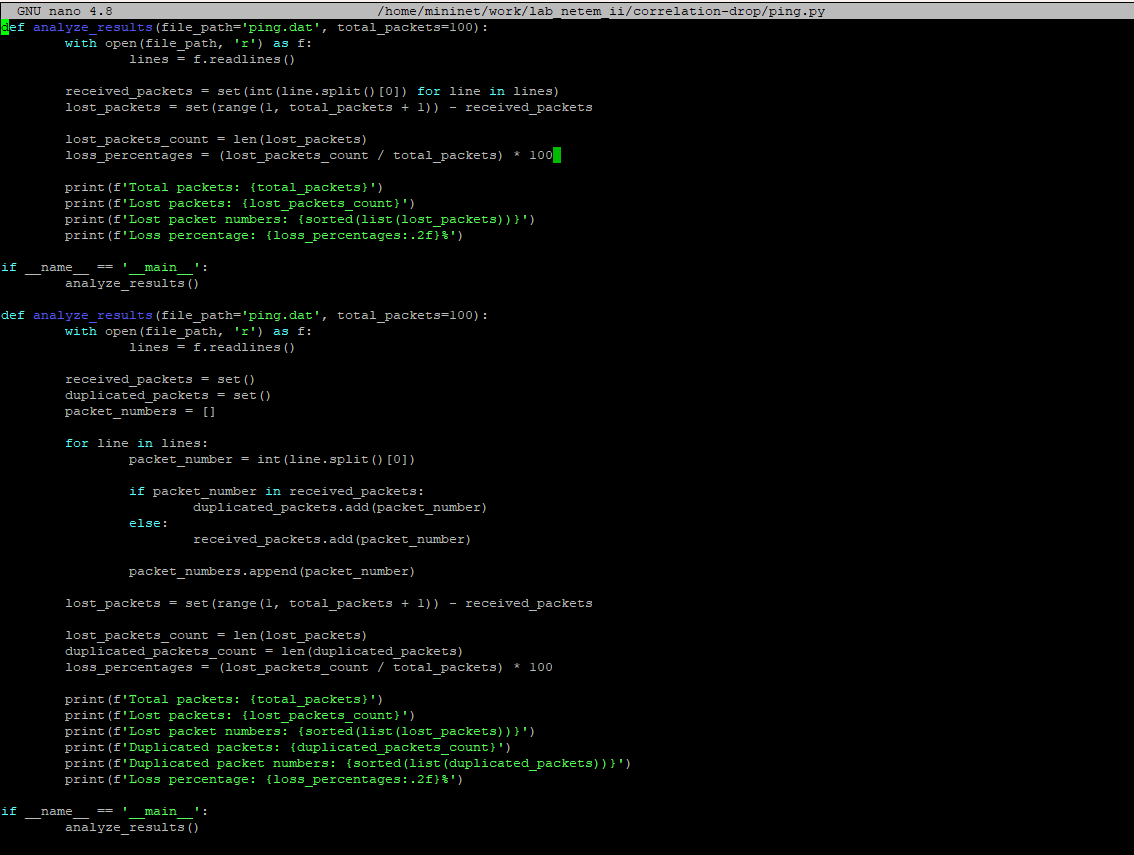 GNU nano 4.8 /home/mininet/work/lab_netem_ii/correlation-drop/ping.py
def analyze_results(file_path='ping.dat', total_packets=100):
        with open(file_path, 'r') as f:
                lines = f.readlines()

        received_packets = set(int(line.split()[0]) for line in lines)
        lost_packets = set(range(1, total_packets + 1)) - received_packets

        lost_packets_count = len(lost_packets)
        loss_percentages = (lost_packets_count / total_packets) * 100

        print(f'Total packets: {total_packets}')
        print(f'Lost packets: {lost_packets_count}')
        print(f'Lost packet numbers: {sorted(list(lost_packets))}')
        print(f'Loss percentage: {loss_percentages:.2f}%')

if __name__ == '__main__':
        analyze_results()

def analyze_results(file_path='ping.dat', total_packets=100):
        with open(file_path, 'r') as f:
                lines = f.readlines()

        received_packets = set()
        duplicated_packets = set()
        packet_numbers = []

        for line in lines:
                packet_number = int(line.split()[0])

                if packet_number in received_packets:
                        duplicated_packets.add(packet_number)
                else:
                        received_packets.add(packet_number)

                packet_numbers.append(packet_number)

        lost_packets = set(range(1, total_packets + 1)) - received_packets

        lost_packets_count = len(lost_packets)
        duplicated_packets_count = len(duplicated_packets)
        loss_percentages = (lost_packets_count / total_packets) * 100

        print(f'Total packets: {total_packets}')
        print(f'Lost packets: {lost_packets_count}')
        print(f'Lost packet numbers: {sorted(list(lost_packets))}')
        print(f'Duplicated packets: {duplicated_packets_count}')
        print(f'Duplicated packet numbers: {sorted(list(duplicated_packets))}')
        print(f'Loss percentage: {loss_percentages:.2f}%')

if __name__ == '__main__':
        analyze_results()